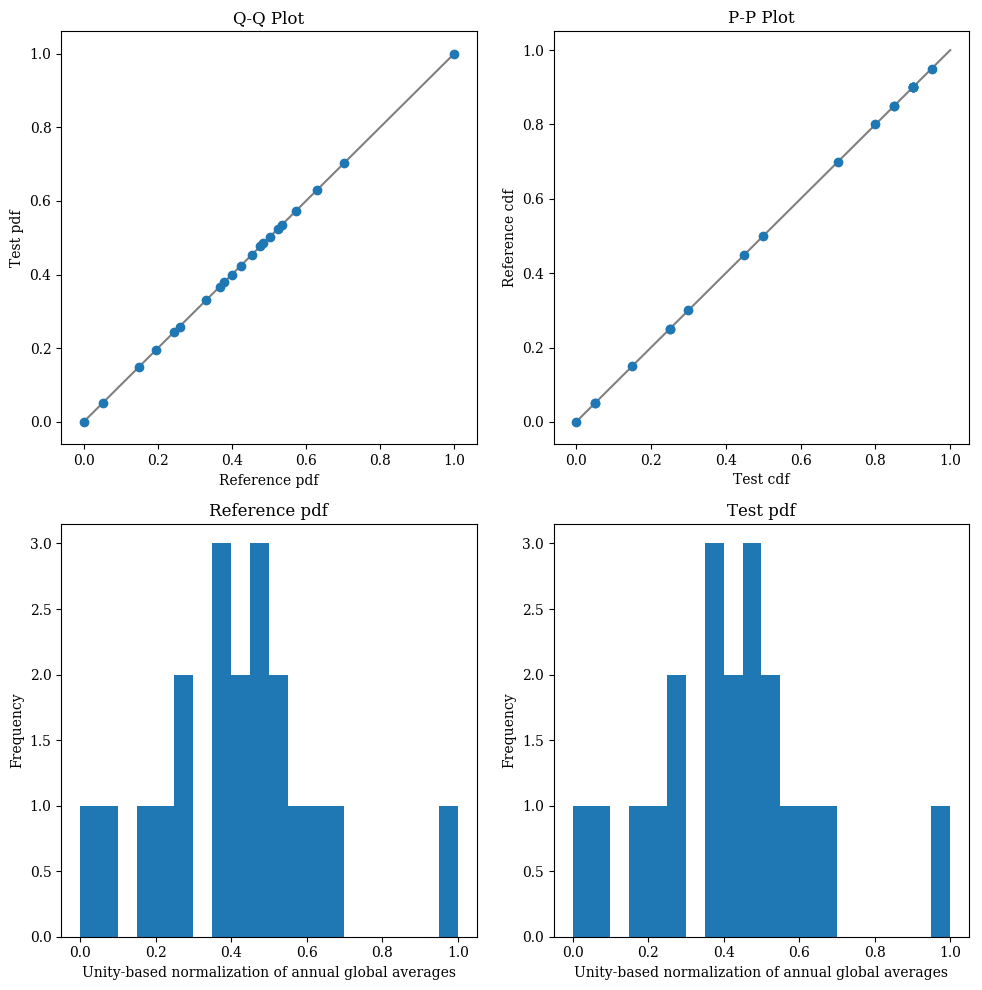 Q-Q Plot
1.0
0.8
0.6
0.4
0.2
0.0
Test pdf
0.0 0.2 0.4 0.6 0.8 1.0
Reference pdf
P-P Plot
1.0
0.8
0.6
0.4
0.2
0.0
Reference cdf
0.0 0.2 0.4 0.6 0.8 1.0
Test cdf
Reference pdf
3.0
2.5
2.0
1.5
1.0
0.5
0.0
Frequency
0.0 0.2 0.4 0.6 0.8 1.0
Unity-based normalization of annual global averages
Test pdf
3.0
2.5
2.0
1.5
1.0
0.5
0.0
Frequency
0.0 0.2 0.4 0.6 0.8 1.0
Unity-based normalization of annual global averages